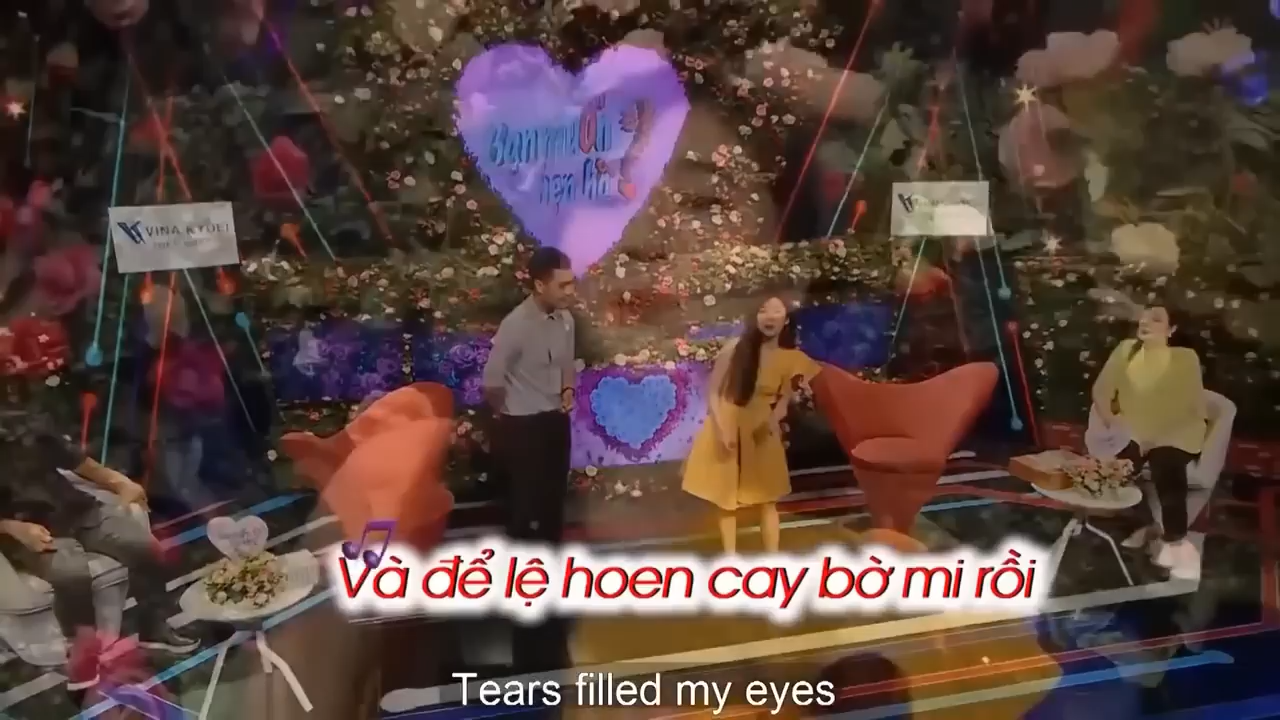 Bạn muốn
hẹn hò?
VINA KYOEI
Và để lệ hoen cay bờ mi rồi
Tears filled my eyes